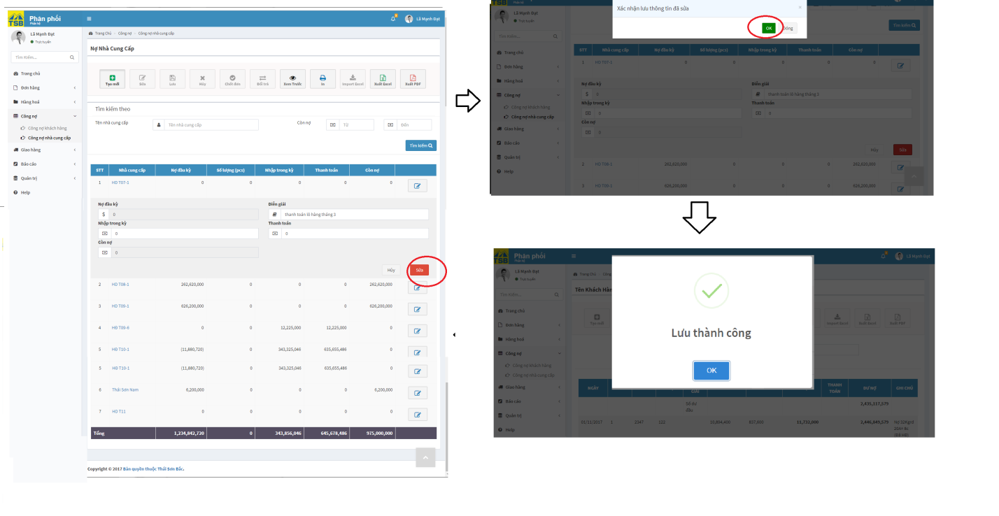 TSB Phân phối
Phân hệ
Lã Mạnh Đạt
Lã Mạnh Đạt
Trực tuyến
Tìm Kiếm...
Trang chủ
Đơn hàng
Hàng hoá
Công nợ
Công nợ khách hàng
Công nợ nhà cung cấp
Giao hàng
Báo cáo
Quản trị
Help
Trang Chủ - Công nợ - Công nợ nhà cung cấp
Nợ Nhà Cung Cấp
Tạo mới Sửa Lưu Hủy Chốt đơn Đổi trả Xem Trước In Import Excel Xuất Excel Xuất PDF
Tìm kiếm theo
Tên nhà cung cấp Tên nhà cung cấp Còn nợ Từ Đến
Tìm kiếm
STT Nhà cung cấp Nợ đầu kỳ Số lượng (pcs) Nhập trong kỳ Thanh toán Còn nợ
1 HD T07-1 0 0 0 0 0
Nợ đầu kỳ Diễn giải
$ 0 thanh toán lô hàng tháng 3
Nhập trong kỳ Thanh toán
0 0
Còn nợ
0
Hủy Sửa
2 HD T08-1 262,620,000 0 0 0 262,620,000
3 HD T09-1 626,200,000 0 0 0 626,200,000
4 HD T09-6 0 0 12,225,000 12,225,000 0
5 HĐ T10-1 (11,880,720) 0 343,325,046 635,655,486 0
5 HĐ T10-1 (11,880,720) 0 343,325,046 635,655,486 0
6 Thái Sơn Nam 6,200,000 0 0 0 6,200,000
7 HD T11 0 0 0 0 0
Tổng 1,234,842,720 0 343,856,046 645,678,486 975,000,000
Copyright © 2017 Bản quyền thuộc Thái Sơn Bắc.
TSB
Phân hệ
Lã Mạnh Đạt
Trực tuyến
Tìm Kiếm...
Trang chủ
Đơn hàng
Hàng hoá
Công nợ
Công nợ khách hàng
Công nợ nhà cung cấp
Giao hàng
Báo cáo
Quản trị
Help
Xác nhận lưu thông tin đã sửa ×
OK Đóng
Tìm kiếm
STT Nhà cung cấp Nợ đầu kỳ Số lượng (pcs) Nhập trong kỳ Thanh toán Còn nợ
1 HD T07-1 0 0 0 0 0
Nợ đầu kỳ Diễn giải
$ 0 thanh toán lô hàng tháng 3
Nhập trong kỳ Thanh toán
0 0
Còn nợ
0
Hủy Sửa
2 HD T08-1 262,620,000 0 0 0 262,620,000
3 HD T09-1 626,200,000 0 0 0 626,200,000
TSB Phân phối
Phân hệ
Lã Mạnh Đạt
Lã Mạnh Đạt
Trực tuyến
Tìm Kiếm...
Trang chủ
Đơn hàng
Hàng hoá
Công nợ
Công nợ khách hàng
Công nợ nhà cung cấp
Giao hàng
Báo cáo
Quản trị
Help
Trang Chủ - Công
Tên Khách Hàn
Tạo mới Import Excel Xuất Excel Xuất PDF
Lưu thành công
OK
NGÀY GIẢI THANH TOÁN DƯ NỢ GHI CHÚ
Số dư đầu 2,435,117,579
01/11/2017 1 2347 122 10,894,400 837,600 11,732,000 2,446,849,579 Nợ 32Kgrd